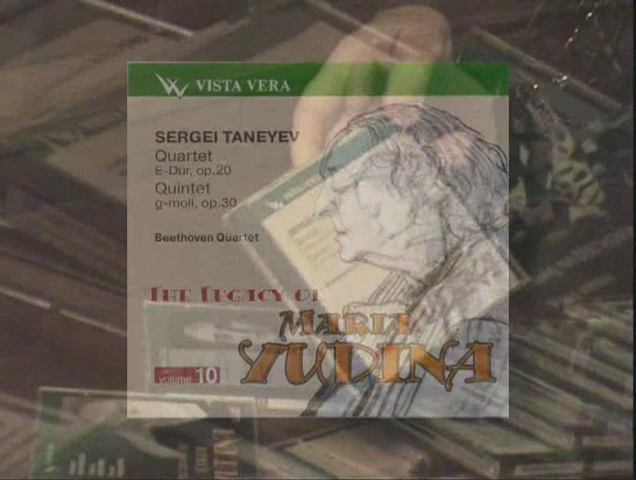 VISTA VERA
SERGEI TANEYEV
Quartet
E-Dur, op.20
Quintet
g-moll, op.30
Beethoven Quartet
THE LEGACY OF
MARIA
YUDINA
volume 10